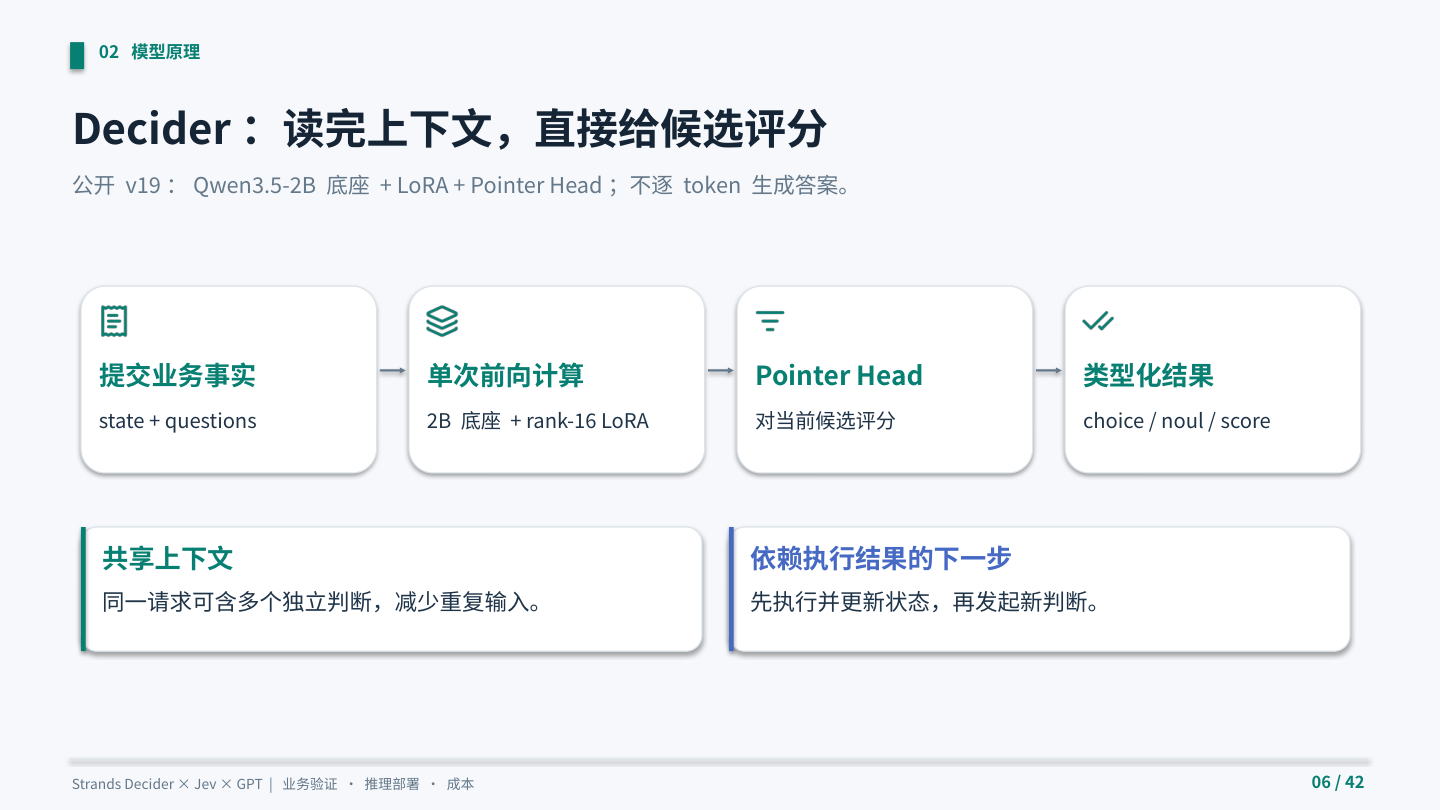 02 模型原理
Decider：读完上下文，直接给候选评分
公开 v19： Qwen3.5-2B 底座 + LoRA + Pointer Head；不逐 token 生成答案。
提交业务事实
state + questions
单次前向计算
2B 底座 + rank-16 LoRA
Pointer Head
对当前候选评分
类型化结果
choice / noul / score
共享上下文
同一请求可含多个独立判断，减少重复输入。
依赖执行结果的下一步
先执行并更新状态，再发起新判断。
Strands Decider × Jev × GPT | 业务验证 · 推理部署 · 成本
06 / 42